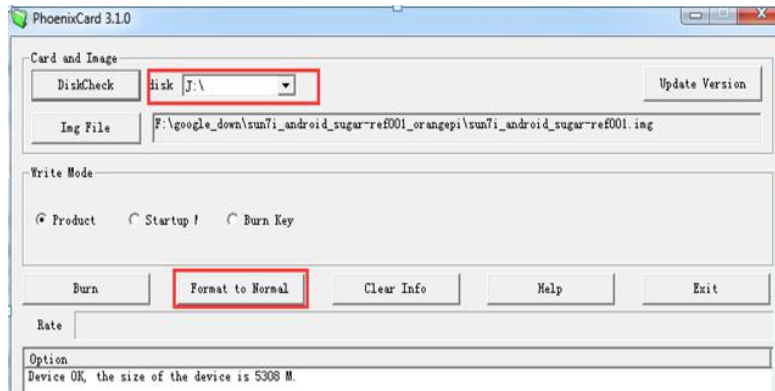 PhoenixCard 3.1.0
Card and Image
DiskCheck disk J:\ Update Version
Img File F:\google_down\sun7i_android_sugar-ref001_orangepi\sun7i_android_sugar-ref001.img
Write Mode
Product Startup Burn Key
Burn Format to Normal Clear Info Help Exit
Rate
Option
Device OK, the size of the device is 5308 M.